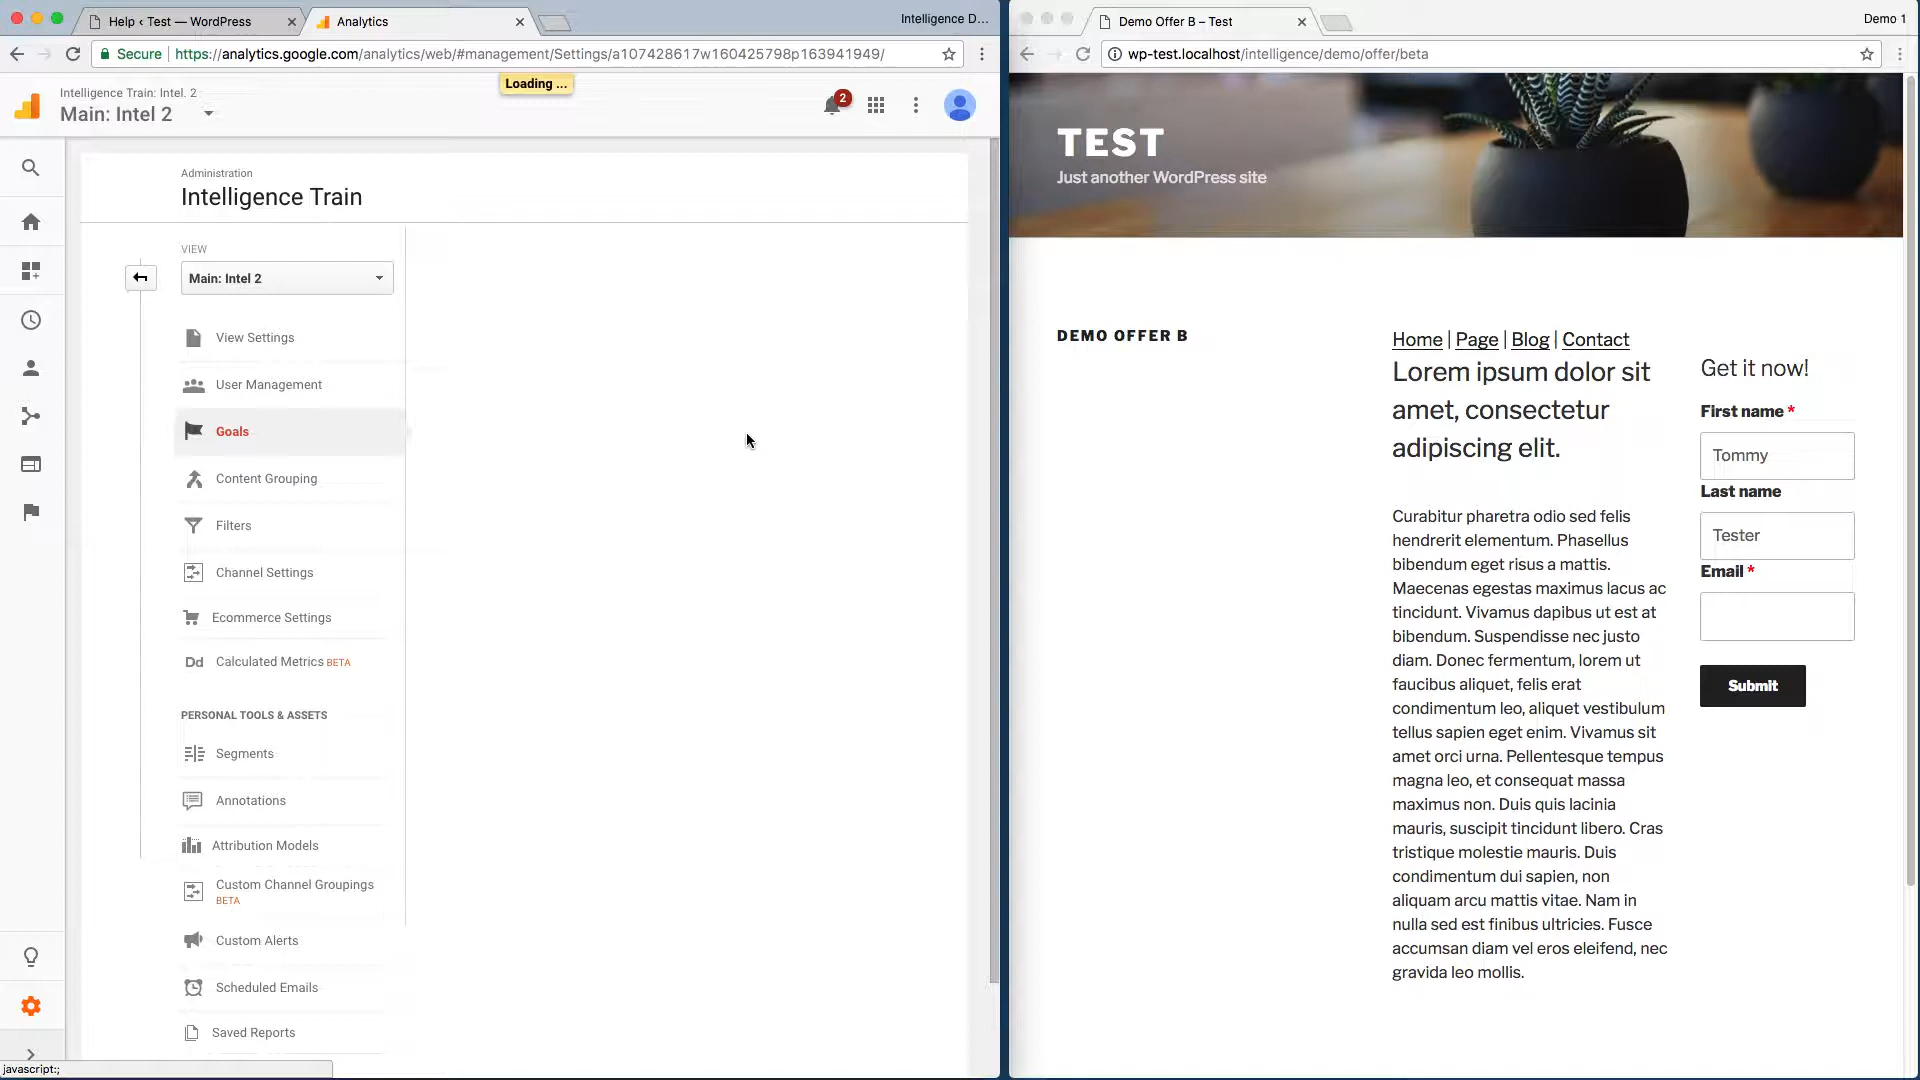 Help ‹ Test — WordPress
Analytics
Intelligence D...
Secure
https://analytics.google.com/analytics/web/#management/Settings/a107428617w160425798p163941949/
Loading ...
Intelligence Train: Intel. 2
Main: Intel 2
2
Administration
Intelligence Train
VIEW
Main: Intel 2
View Settings
User Management
Goals
Content Grouping
Filters
Channel Settings
Ecommerce Settings
Dd Calculated Metrics BETA
PERSONAL TOOLS & ASSETS
Segments
Annotations
Attribution Models
Custom Channel Groupings
BETA
Custom Alerts
Scheduled Emails
Saved Reports
javascript:;
Demo Offer B – Test
Demo 1
wp-test.localhost/intelligence/demo/offer/beta
TEST
Just another WordPress site
DEMO OFFER B
Home | Page | Blog | Contact
Lorem ipsum dolor sit
amet, consectetur
adipiscing elit.
Curabitur pharetra odio sed felis
hendrerit elementum. Phasellus
bibendum eget risus a mattis.
Maecenas egestas maximus lacus ac
tincidunt. Vivamus dapibus ut est at
bibendum. Suspendisse nec justo
diam. Donec fermentum, lorem ut
faucibus aliquet, felis erat
condimentum leo, aliquet vestibulum
tellus sapien eget enim. Vivamus sit
amet orci urna. Pellentesque tempus
magna leo, et consequat massa
maximus non. Duis quis lacinia
mauris, suscipit tincidunt libero. Cras
tristique molestie mauris. Duis
condimentum dui sapien, non
aliquam arcu mattis vitae. Nam in
nulla sed est finibus ultricies. Fusce
accumsan diam vel eros eleifend, nec
gravida leo mollis.
Get it now!
First name *
Tommy
Last name
Tester
Email *
Submit